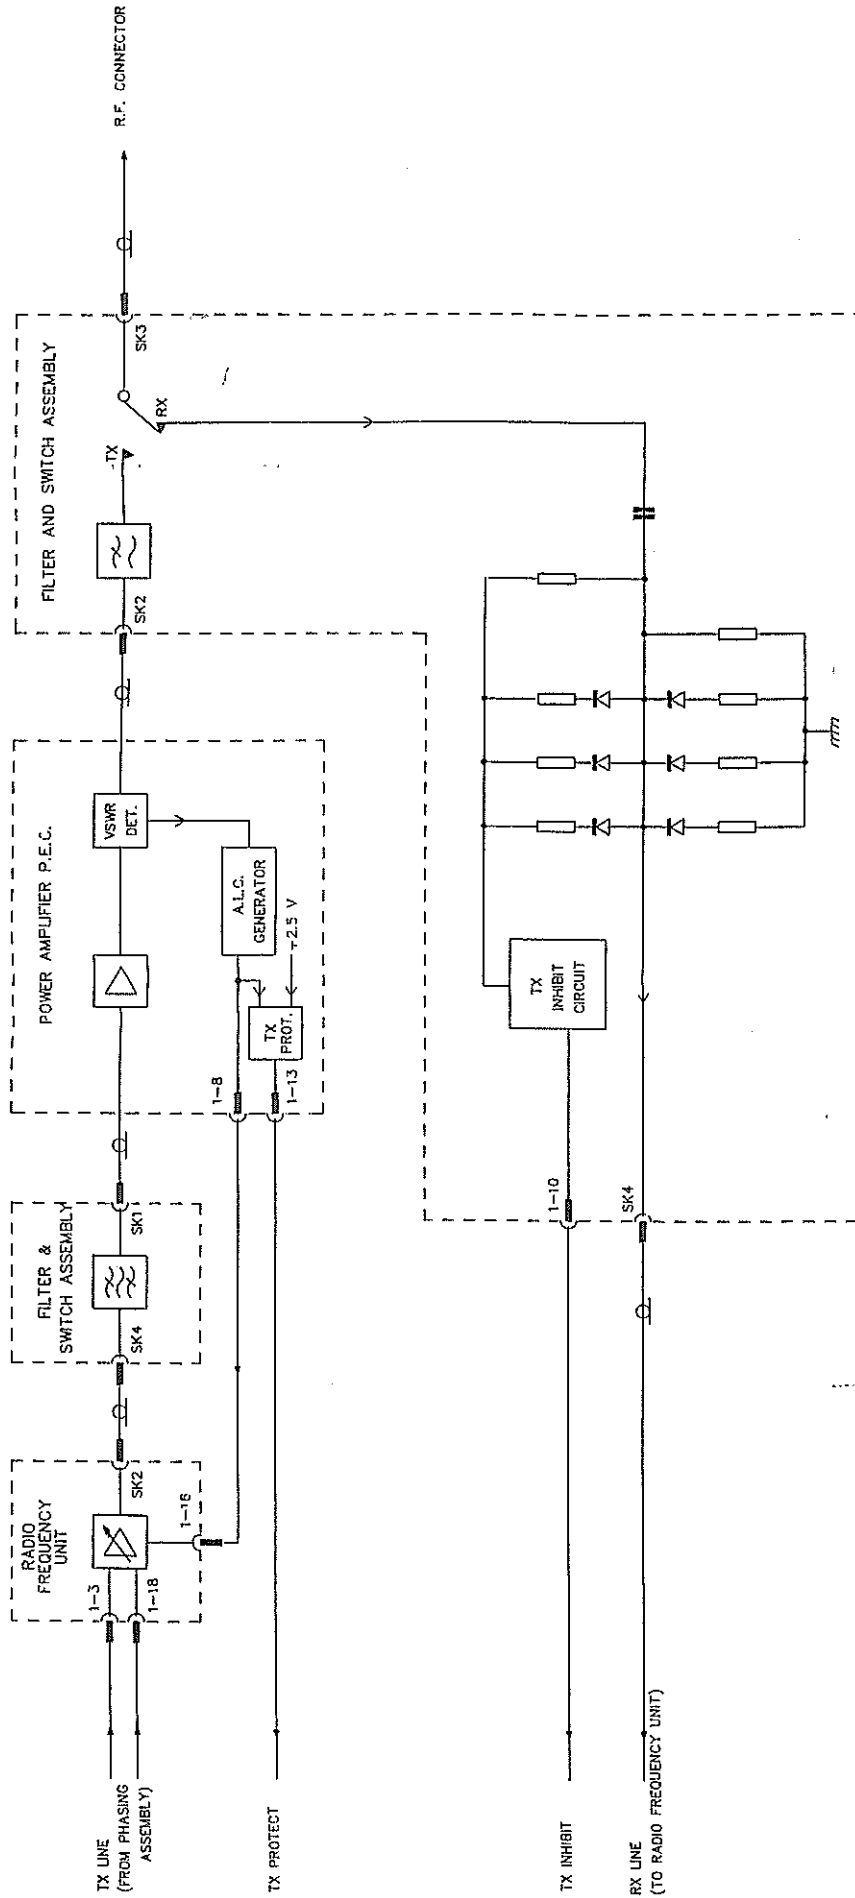 TX LINE
(FROM PHASING
ASSEMBLY)
1-3
1-18
RADIO
FREQUENCY
UNIT
SK2
1-16
SK4
FILTER &
SWITCH ASSEMBLY
SK1
POWER AMPLIFIER P.E.C.
VSWR
DET.
A.L.C.
GENERATOR
2.5 V
TX
PROT.
1-8
1-13
TX PROTECT
FILTER AND SWITCH ASSEMBLY
SK2
TX
RX
SK3
R.F. CONNECTOR
TX
INHIBIT
CIRCUIT
1-10
SK4
TX INHIBIT
RX LINE
(TO RADIO FREQUENCY UNIT)